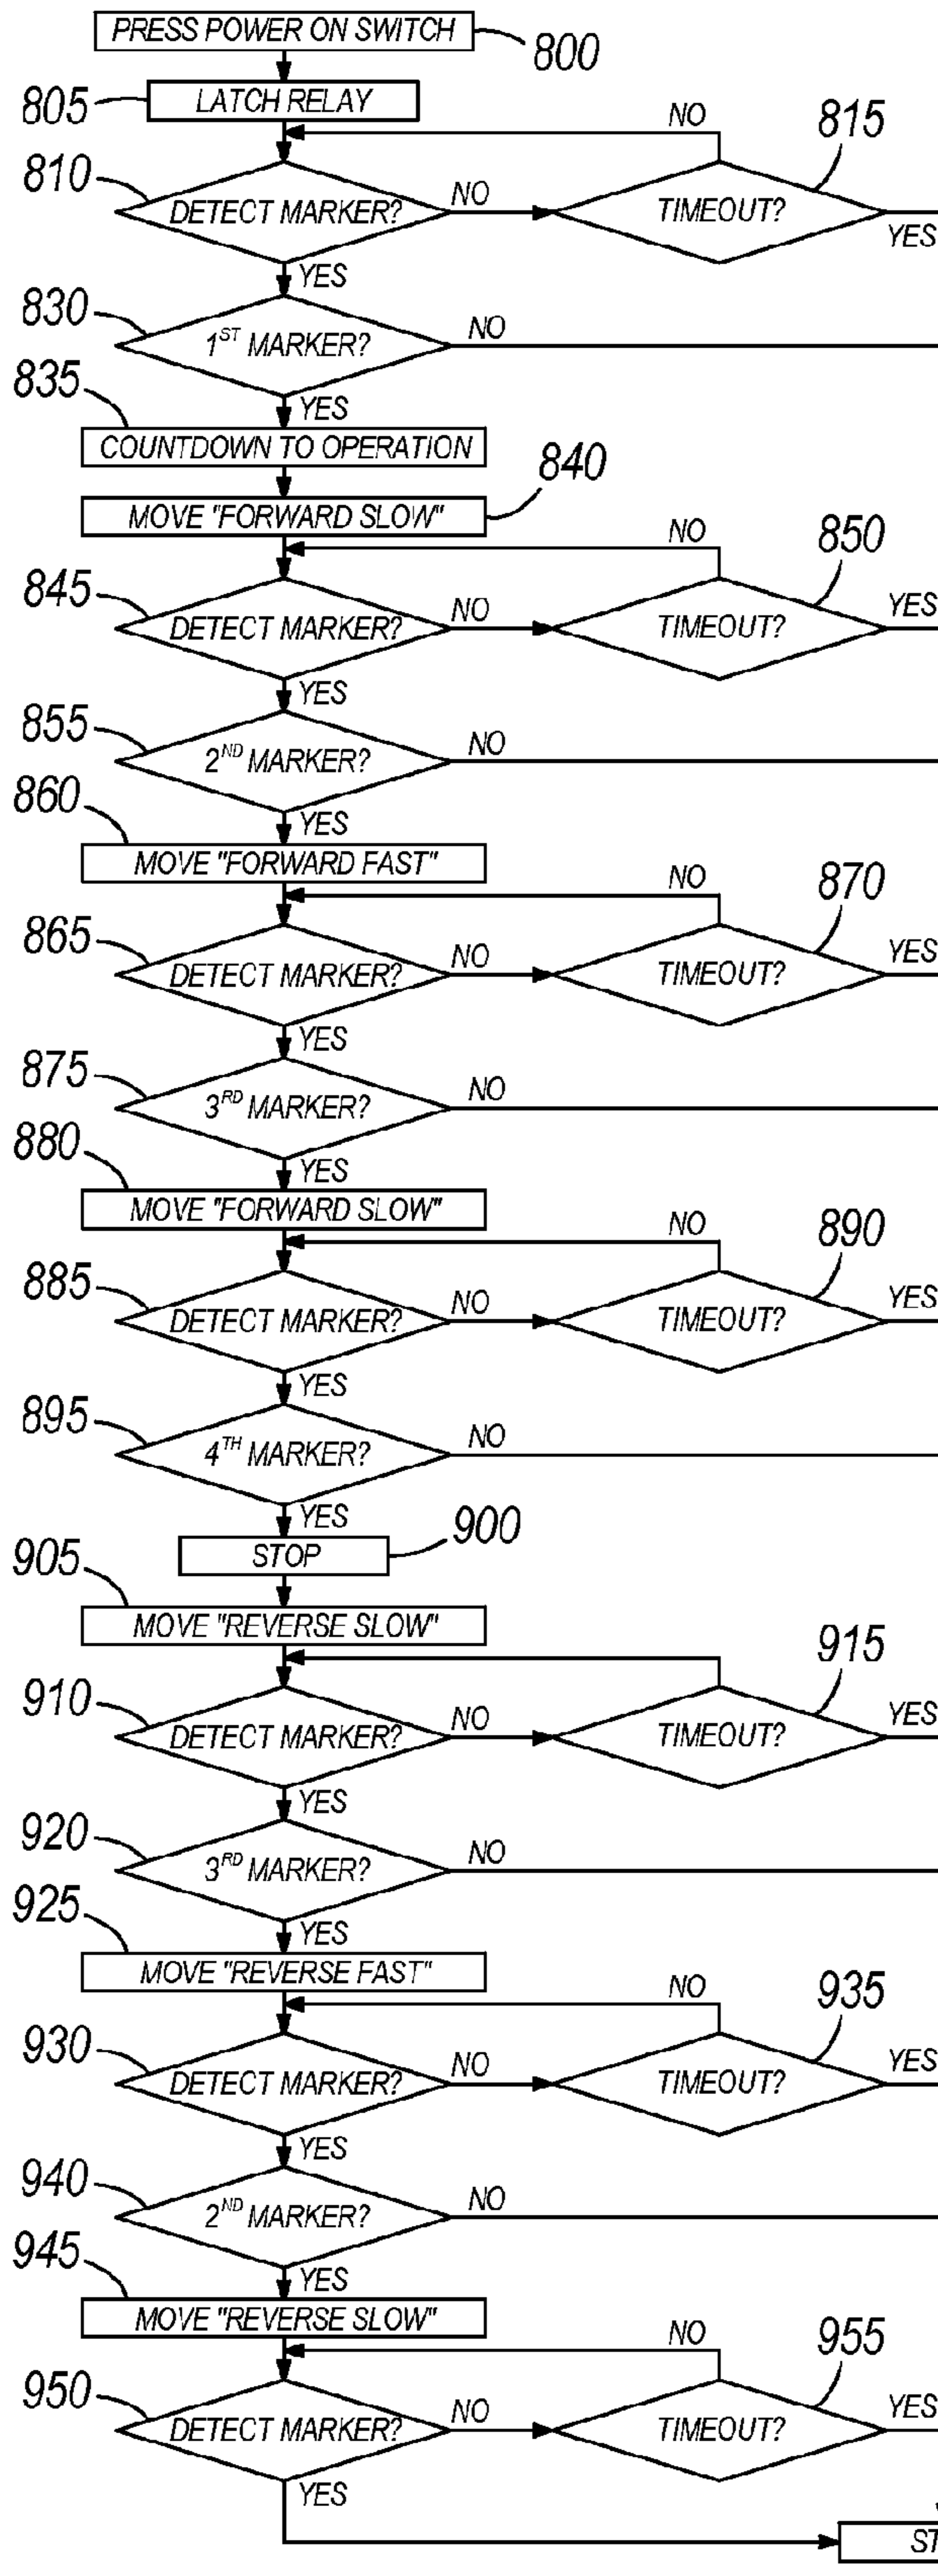 PRESS POWER ON SWITCH
800
805
LATCH RELAY
NO
815
810
DETECT MARKER?
NO
TIMEOUT?
YES
YES
830
1ST MARKER?
NO
835
YES
COUNTDOWN TO OPERATION
840
MOVE "FORWARD SLOW"
NO
850
845
DETECT MARKER?
NO
TIMEOUT?
YES
YES
855
2ND MARKER?
NO
860
YES
MOVE "FORWARD FAST"
NO
870
865
DETECT MARKER?
NO
TIMEOUT?
YES
YES
875
3RD MARKER?
NO
880
YES
MOVE "FORWARD SLOW"
NO
890
885
DETECT MARKER?
NO
TIMEOUT?
YES
YES
895
4TH MARKER?
NO
YES
900
STOP
905
MOVE "REVERSE SLOW"
915
910
DETECT MARKER?
NO
TIMEOUT?
YES
YES
920
3RD MARKER?
NO
925
YES
MOVE "REVERSE FAST"
NO
935
930
DETECT MARKER?
NO
TIMEOUT?
YES
YES
940
2ND MARKER?
NO
945
YES
MOVE "REVERSE SLOW"
NO
955
950
DETECT MARKER?
NO
TIMEOUT?
YES
YES